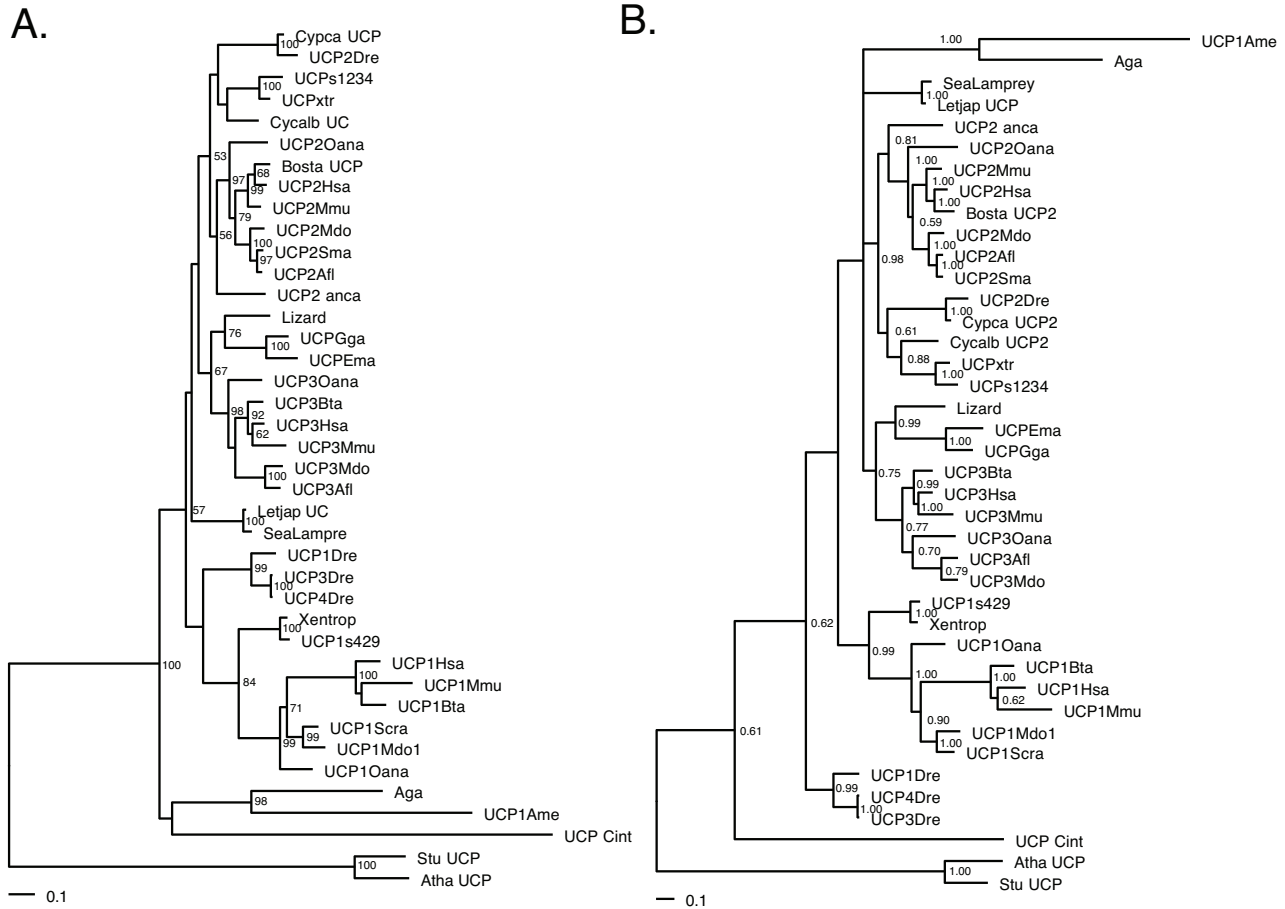 A.
Cypca UCP
100
UCP2Dre
UCPs1234
100
UCPxtr
Cycalb UC
UCP2Oana
53
Bosta UCP
68
97
UCP2Hsa
99
UCP2Mmu
79
UCP2Mdo
56
100
UCP2Sma
97
UCP2Afl
UCP2 anca
Lizard
76
UCPGga
100
UCPEma
67
UCP3Oana
UCP3Bta
98
92
UCP3Hsa
62
UCP3Mmu
UCP3Mdo
100
UCP3Afl
57
Letjap UC
100
SeaLampre
UCP1Dre
99
UCP3Dre
100
UCP4Dre
Xentrop
100
UCP1s429
UCP1Hsa
100
100
84
UCP1Mmu
UCP1Bta
71
UCP1Scra
99
99
UCP1Mdo1
UCP1Oana
Aga
98
UCP1Ame
UCP Cint
Stu UCP
100
Atha UCP
0.1
B.
1.00
UCP1Ame
Aga
SeaLamprey
1.00
Letjap UCP
UCP2 anca
0.81
UCP2Oana
1.00
UCP2Mmu
1.00
UCP2Hsa
1.00
Bosta UCP2
0.59
UCP2Mdo
1.00
UCP2Afl
0.98
1.00
UCP2Sma
UCP2Dre
1.00
Cypca UCP2
0.61
Cycalb UCP2
0.88
UCPxtr
1.00
UCPs1234
Lizard
0.99
UCPEma
1.00
UCPGga
0.75
UCP3Bta
0.99
UCP3Hsa
1.00
UCP3Mmu
0.77
UCP3Oana
0.70
UCP3Afl
0.79
UCP3Mdo
UCP1s429
1.00
Xentrop
0.62
0.99
UCP1Oana
1.00
UCP1Bta
1.00
UCP1Hsa
0.62
UCP1Mmu
0.90
UCP1Mdo1
1.00
UCP1Scra
0.61
UCP1Dre
0.99
UCP4Dre
1.00
UCP3Dre
UCP Cint
Atha UCP
1.00
Stu UCP
0.1